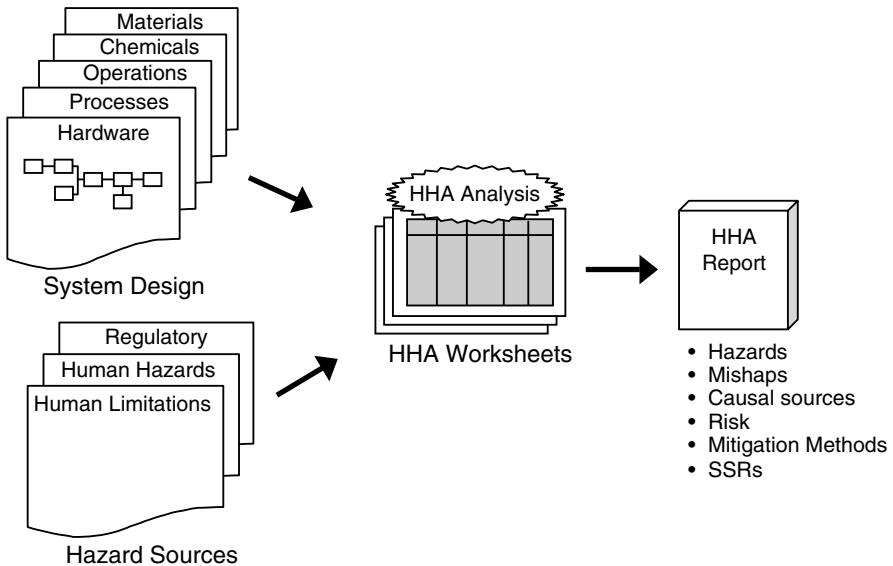 Materials
Chemicals
Operations
Processes
Hardware
System Design
Regulatory
Human Hazards
Human Limitations
Hazard Sources
HHA Analysis
HHA Worksheets
HHA
Report
• Hazards
• Mishaps
• Causal sources
• Risk
• Mitigation Methods
• SSRs